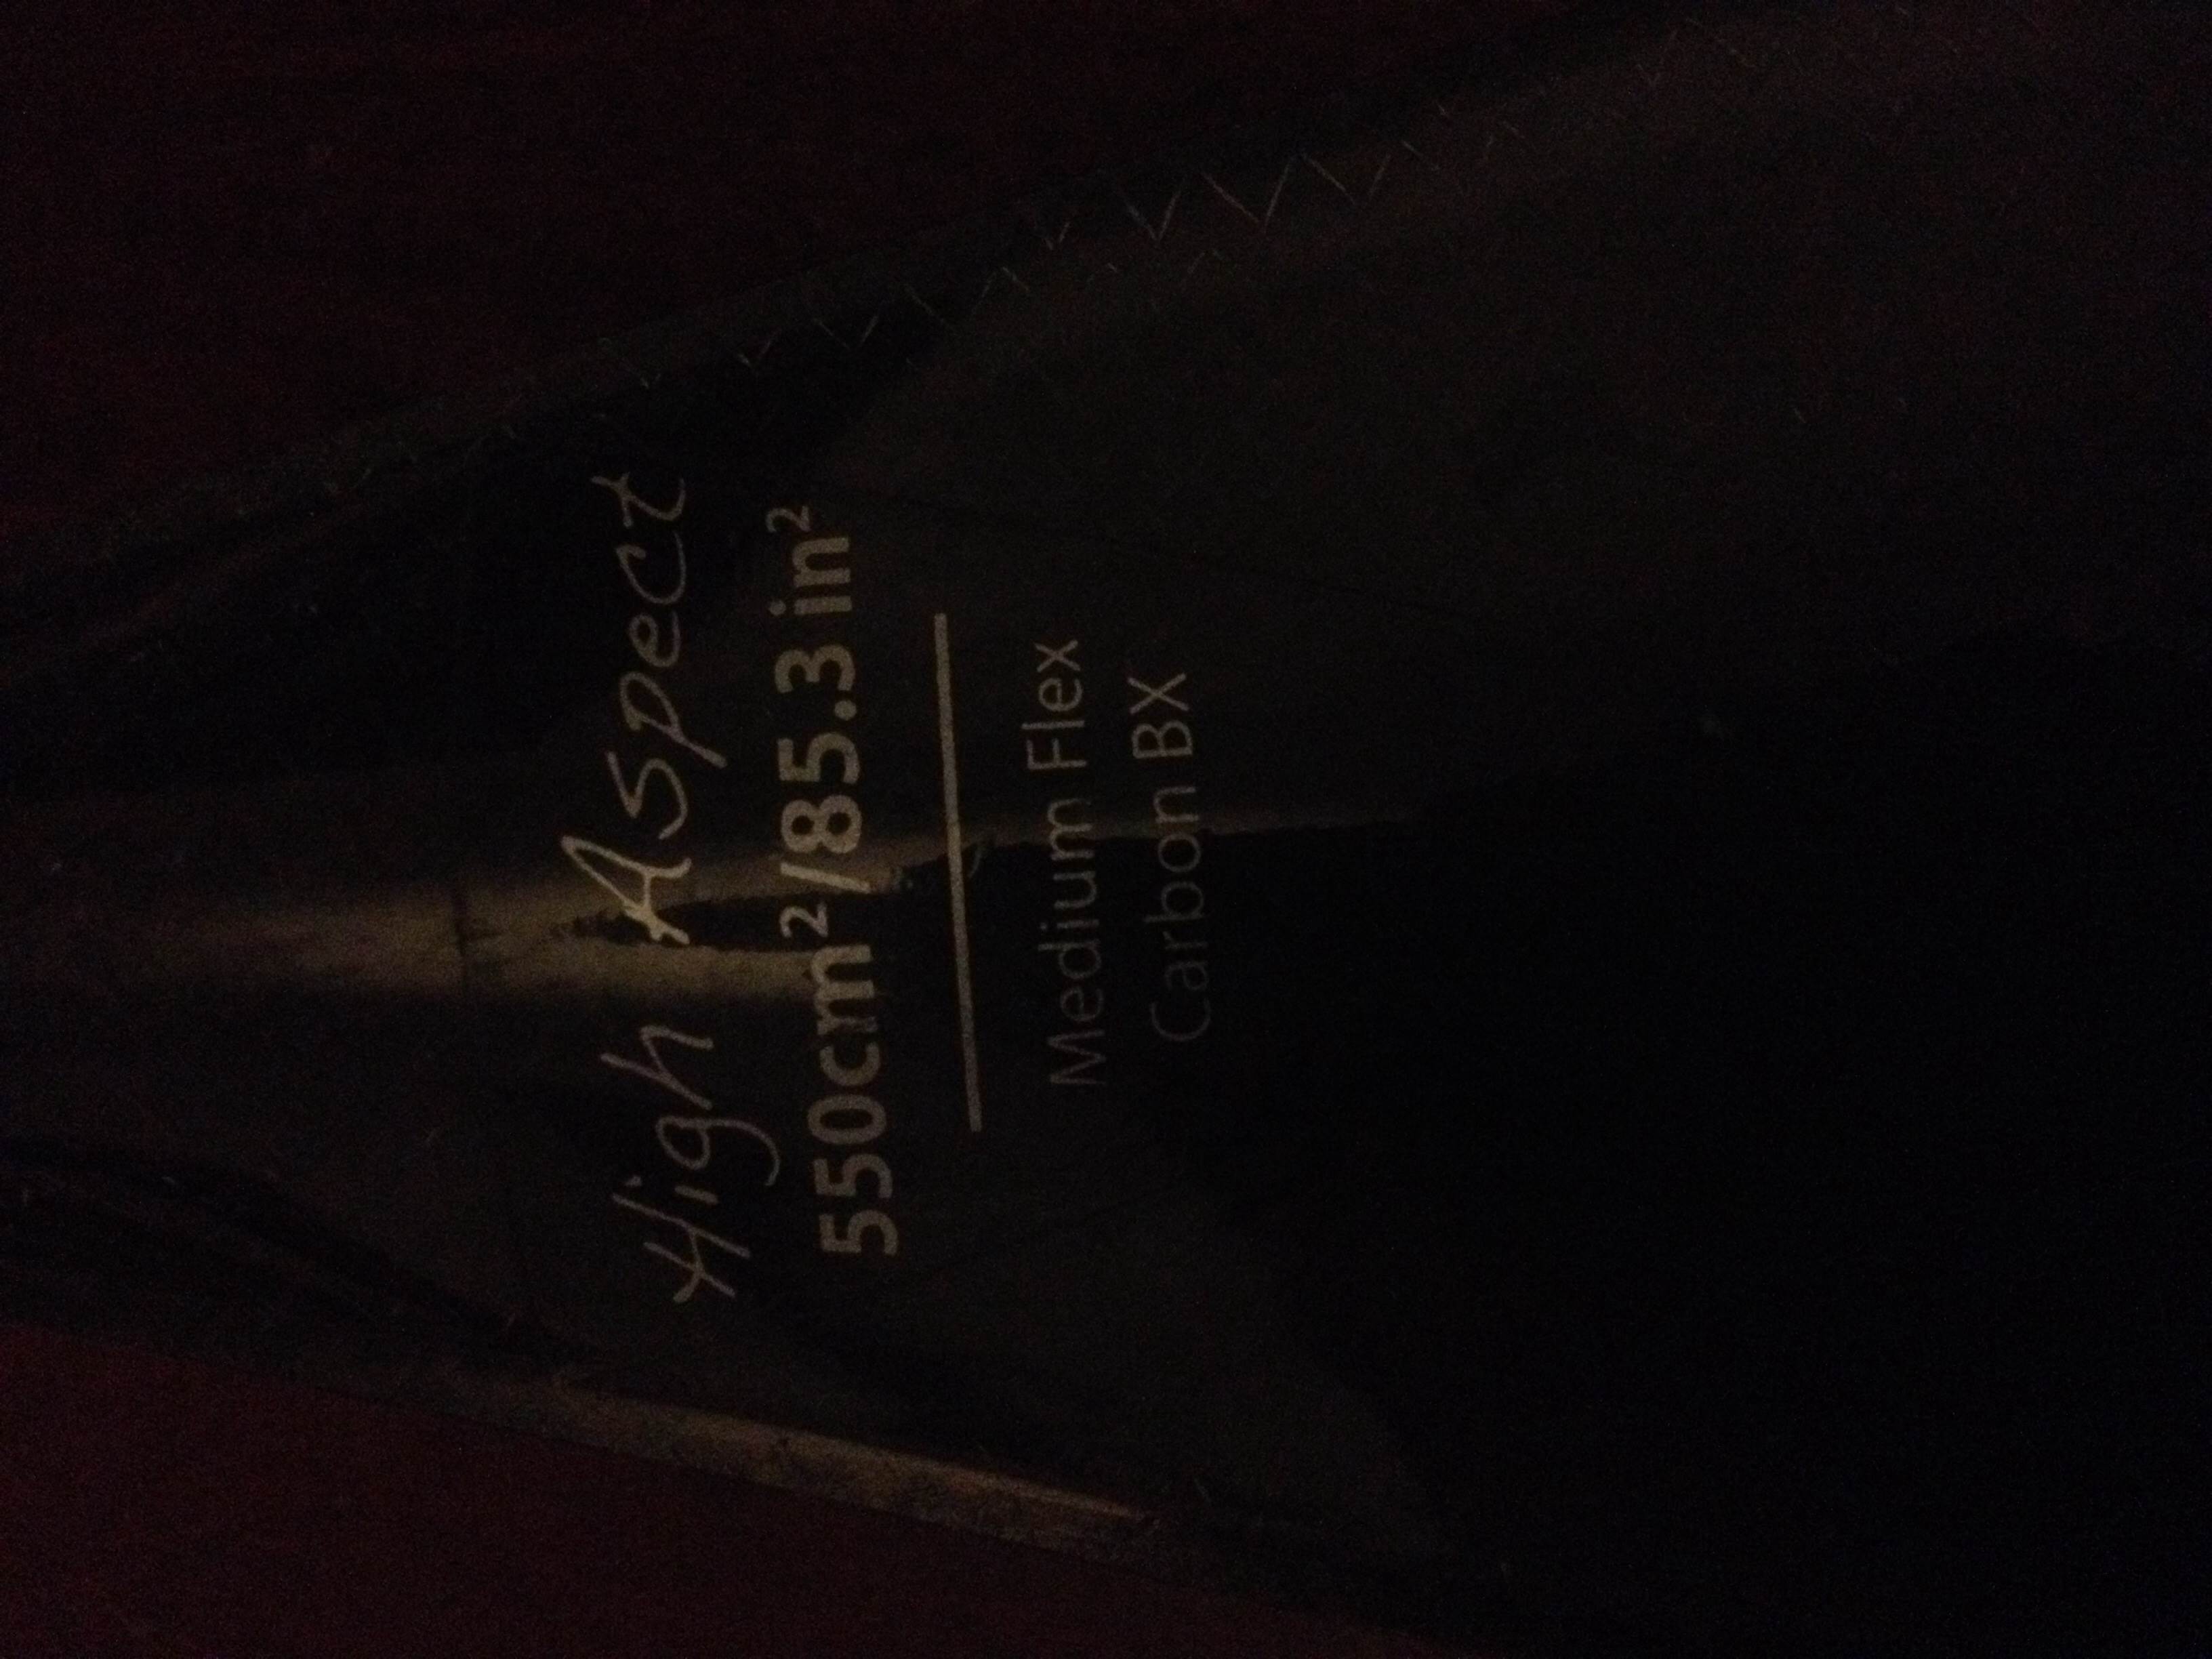 High Aspect
550cm²/85.3 in²
Medium Flex
Carbon BX